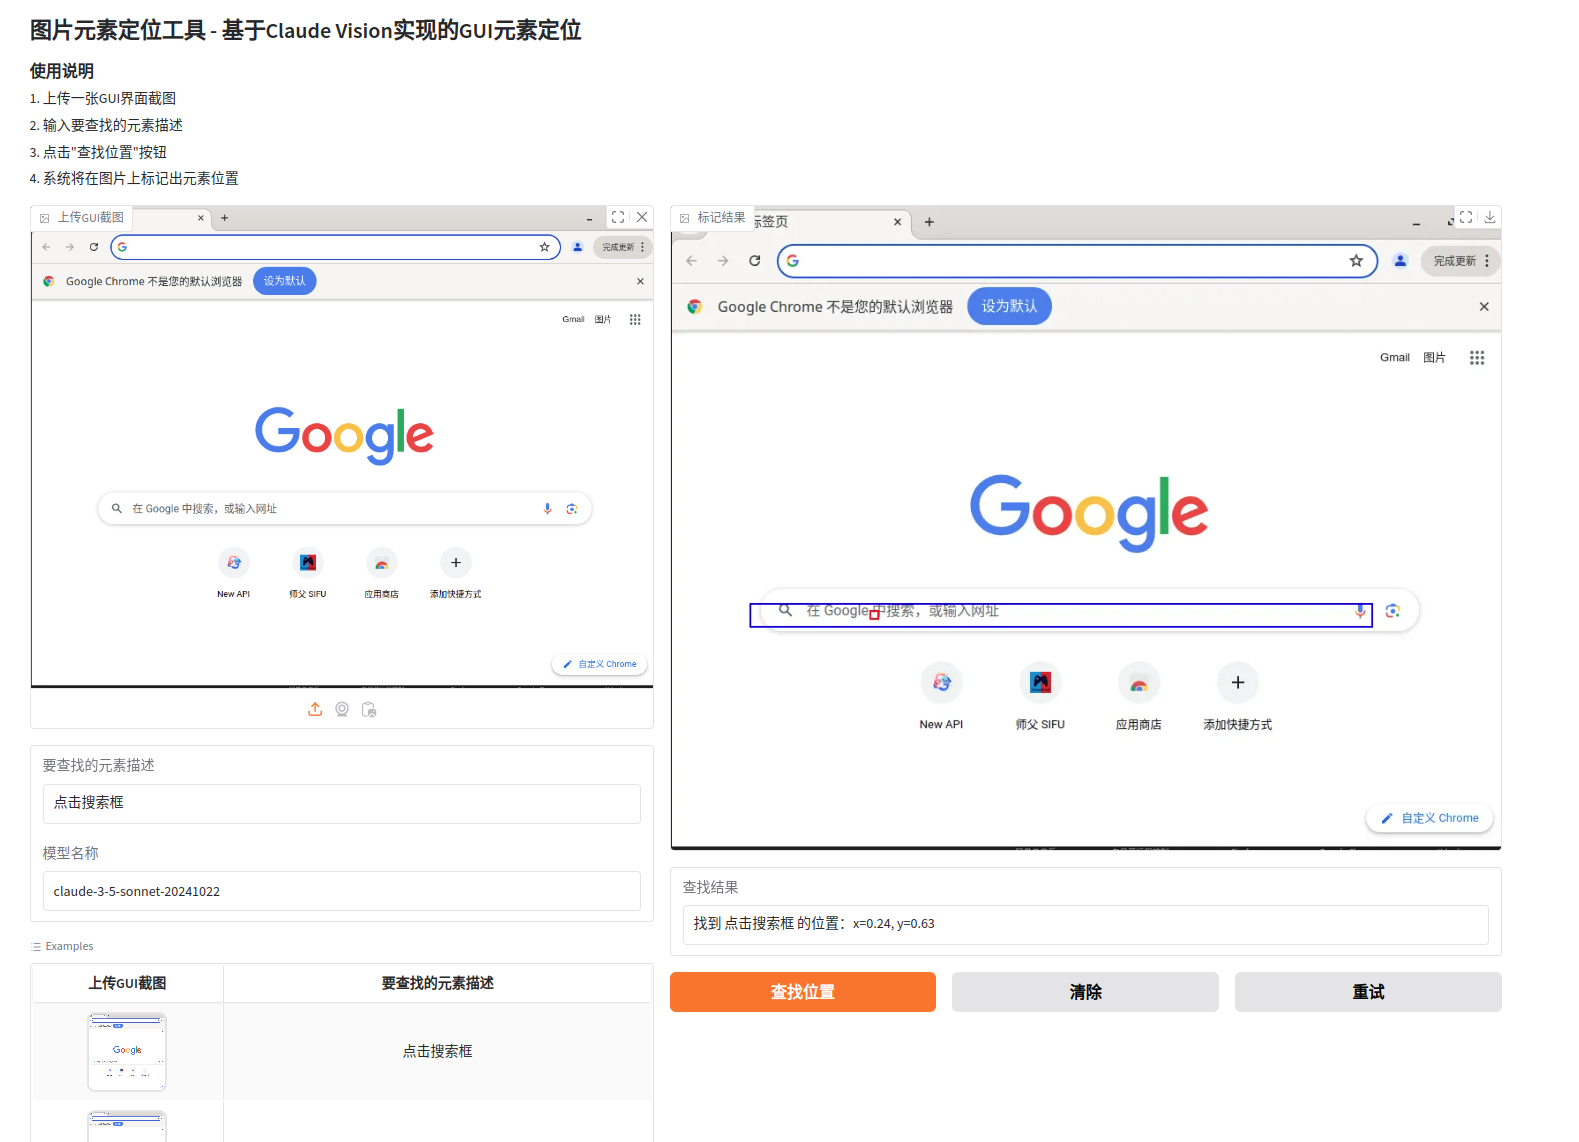 图片元素定位工具 - 基于Claude Vision实现的GUI元素定位
使用说明
1. 上传一张GUI界面截图
2. 输入要查找的元素描述
3. 点击"查找位置"按钮
4. 系统将在图片上标记出元素位置
上传GUI截图
完成更新
Google Chrome 不是您的默认浏览器
设为默认
Gmail 图片
Google
在 Google 中搜索，或输入网址
New API 师父 SIFU 应用商店 添加快捷方式
自定义 Chrome
要查找的元素描述
点击搜索框
模型名称
claude-3-5-sonnet-20241022
Examples
上传GUI截图 要查找的元素描述
Google
点击搜索框
标记结果
标签页
完成更新
Google Chrome 不是您的默认浏览器
设为默认
Gmail 图片
Google
在 Google 中搜索，或输入网址
New API 师父 SIFU 应用商店 添加快捷方式
自定义 Chrome
查找结果
找到 点击搜索框 的位置：x=0.24, y=0.63
查找位置 清除 重试